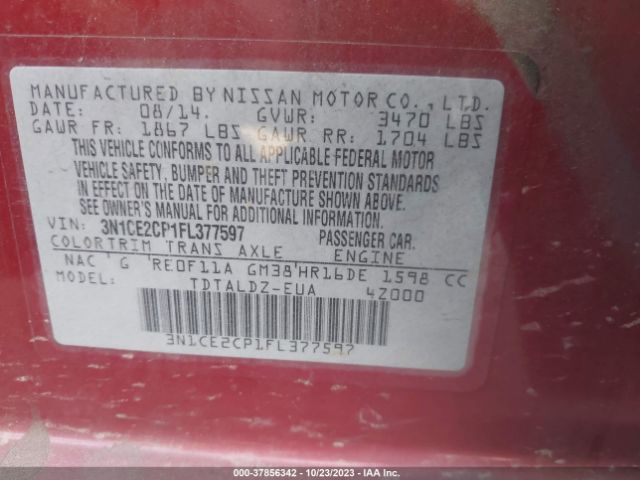 MANUFACTURED BY NISSAN MOTOR CO., LTD.
DATE: 08/14. GVWR: 3470 LBS
GAWR FR: 1867 LBS GAWR RR: 1704 LBS
THIS VEHICLE CONFORMS TO ALL APPLICABLE FEDERAL MOTOR
VEHICLE SAFETY, BUMPER AND THEFT PREVENTION STANDARDS
IN EFFECT ON THE DATE OF MANUFACTURE SHOWN ABOVE.
SEE OWNER'S MANUAL FOR ADDITIONAL INFORMATION.
VIN: 3N1CE2CP1FL377597 PASSENGER CAR.
COLOR TRIM TRANS AXLE ENGINE
NAC G RE0F11A GM38 HR16DE 1598 CC
MODEL: TDTALDZ-EUA 4Z000
3N1CE2CP1FL377597
000-37856342 | 10/23/2023 | IAA Inc.